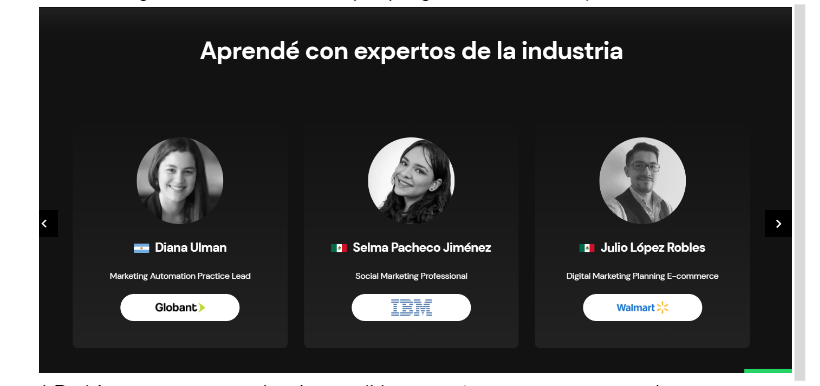 Aprendé con expertos de la industria
Diana Ulman
Marketing Automation Practice Lead
Globant
Selma Pacheco Jiménez
Social Marketing Professional
IBM
Julio López Robles
Digital Marketing Planning E-commerce
Walmart